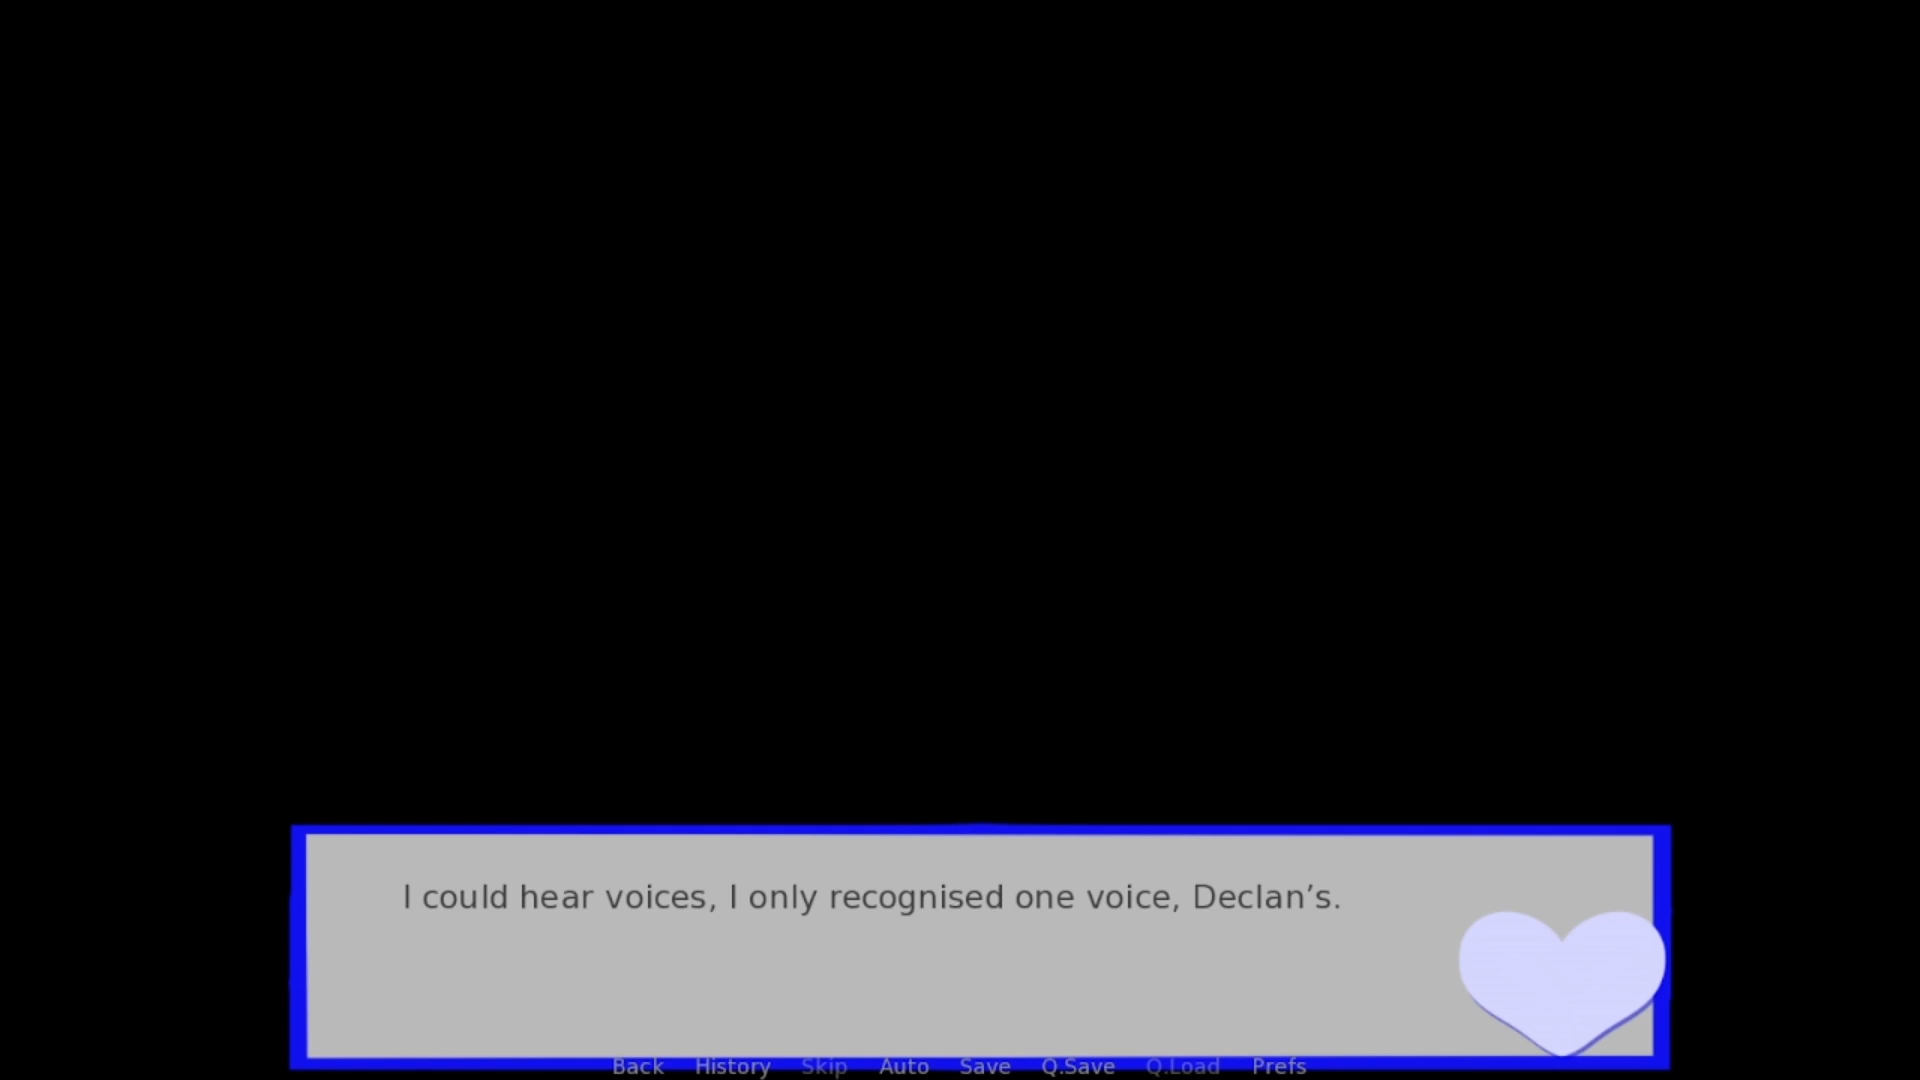 I could hear voices, I only recognised one voice, Declan’s.
Back History Skip Auto Save Q.Save Q.Load Prefs